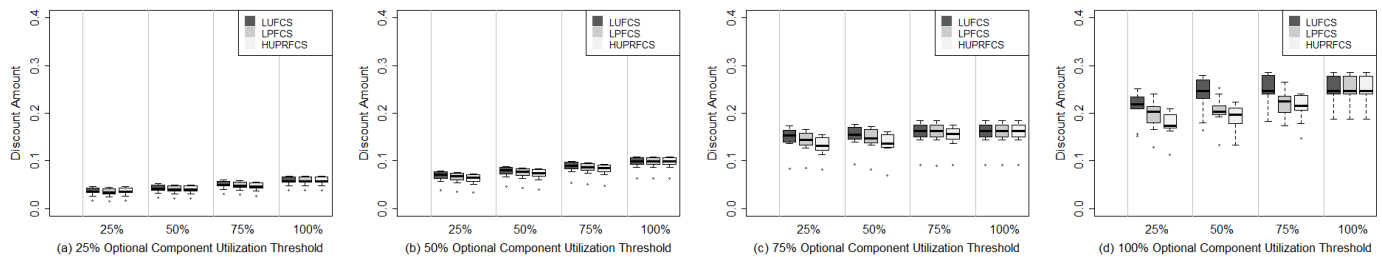 Discount Amount
0.4
0.3
0.2
0.1
0.0
LUFCS
LPFCS
HUPRFCS
25% 50% 75% 100%
(a) 25% Optional Component Utilization Threshold
Discount Amount
0.4
0.3
0.2
0.1
0.0
LUFCS
LPFCS
HUPRFCS
25% 50% 75% 100%
(b) 50% Optional Component Utilization Threshold
Discount Amount
0.4
0.3
0.2
0.1
0.0
LUFCS
LPFCS
HUPRFCS
25% 50% 75% 100%
(c) 75% Optional Component Utilization Threshold
Discount Amount
0.4
0.3
0.2
0.1
0.0
LUFCS
LPFCS
HUPRFCS
25% 50% 75% 100%
(d) 100% Optional Component Utilization Threshold